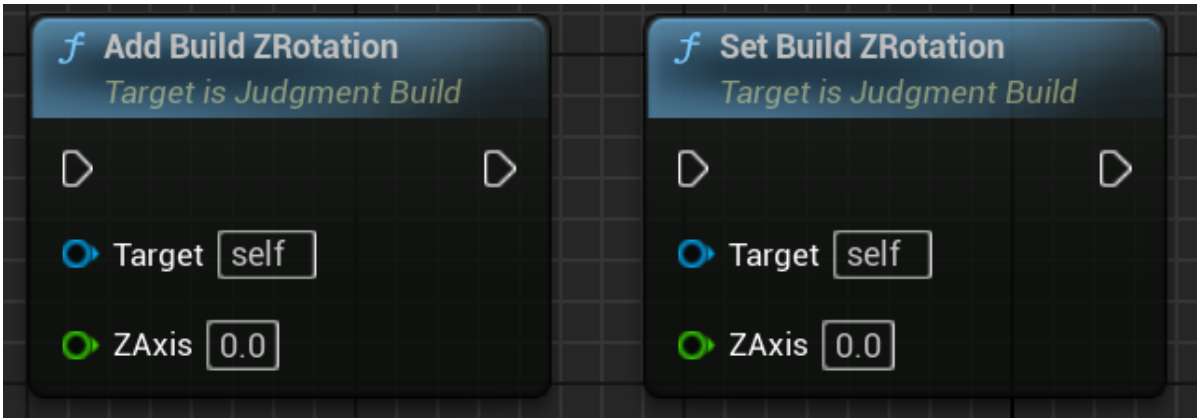 f Add Build ZRotation
Target is Judgment Build
Target self
ZAxis 0.0
f Set Build ZRotation
Target is Judgment Build
Target self
ZAxis 0.0